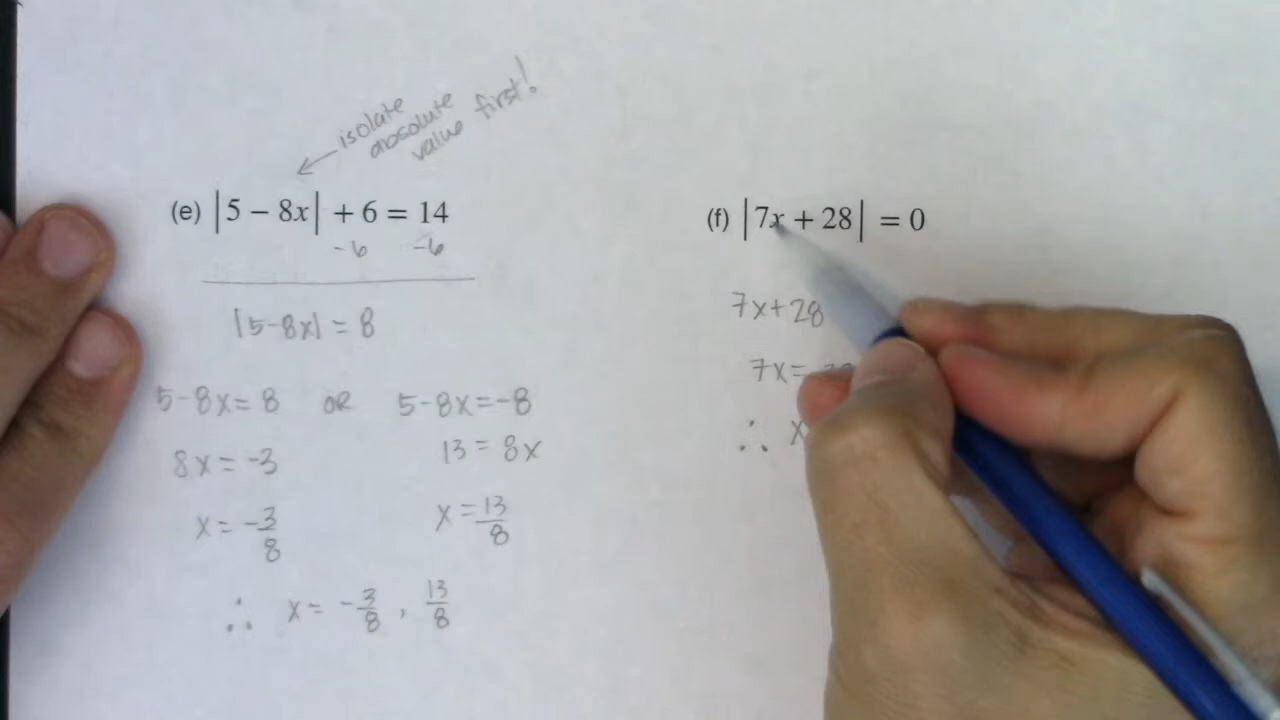 isolate
absolute
value first!
(e) |5 − 8x| + 6 = 14
-6 -6
|5-8x| = 8
5-8x = 8 OR 5-8x = -8
8x = -3 13 = 8x
x = -3/8 x = 13/8
∴ x = -3/8 , 13/8
(f) |7x + 28| = 0
7x+28
7x=
∴ x